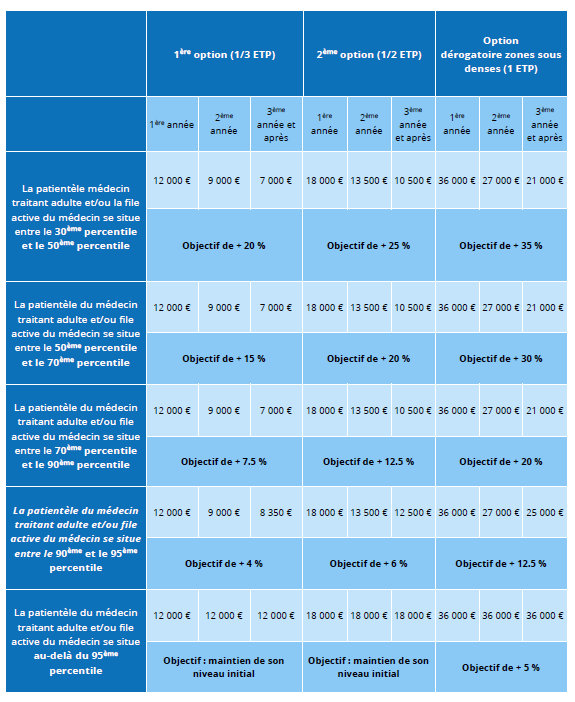 1ère option (1/3 ETP)
2ème option (1/2 ETP)
Option
dérogatoire zones sous
denses (1 ETP)
1ère année
2ème
année
3ème
année et
après
1ère
année
2ème
année
3ème
année
et après
1ère
année
2ème
année
3ème
année
et après
La patientèle médecin
traitant adulte et/ou la file
active du médecin se situe
entre le 30ème percentile
et le 50ème percentile
12 000 € 9 000 € 7 000 € 18 000 € 13 500 € 10 500 € 36 000 € 27 000 € 21 000 €
Objectif de + 20 % Objectif de + 25 % Objectif de + 35 %
La patientèle du médecin
traitant adulte et/ou file
active du médecin se situe
entre le 50ème percentile
et le 70ème percentile
12 000 € 9 000 € 7 000 € 18 000 € 13 500 € 10 500 € 36 000 € 27 000 € 21 000 €
Objectif de + 15 % Objectif de + 20 % Objectif de + 30 %
La patientèle du médecin
traitant adulte et/ou file
active du médecin se situe
entre le 70ème percentile
et le 90ème percentile
12 000 € 9 000 € 7 000 € 18 000 € 13 500 € 10 500 € 36 000 € 27 000 € 21 000 €
Objectif de + 7.5 % Objectif de + 12.5 % Objectif de + 20 %
La patientèle du médecin
traitant adulte et/ou file
active du médecin se situe
entre le 90ème et le 95ème
percentile
12 000 € 9 000 € 8 350 € 18 000 € 13 500 € 12 500 € 36 000 € 27 000 € 25 000 €
Objectif de + 4 % Objectif de + 6 % Objectif de + 12.5 %
La patientèle du médecin
traitant adulte et/ou file
active du médecin se situe
au-delà du 95ème
percentile
12 000 € 12 000 € 12 000 € 18 000 € 18 000 € 18 000 € 36 000 € 36 000 € 36 000 €
Objectif : maintien de son
niveau initial
Objectif : maintien de son
niveau initial
Objectif de + 5 %